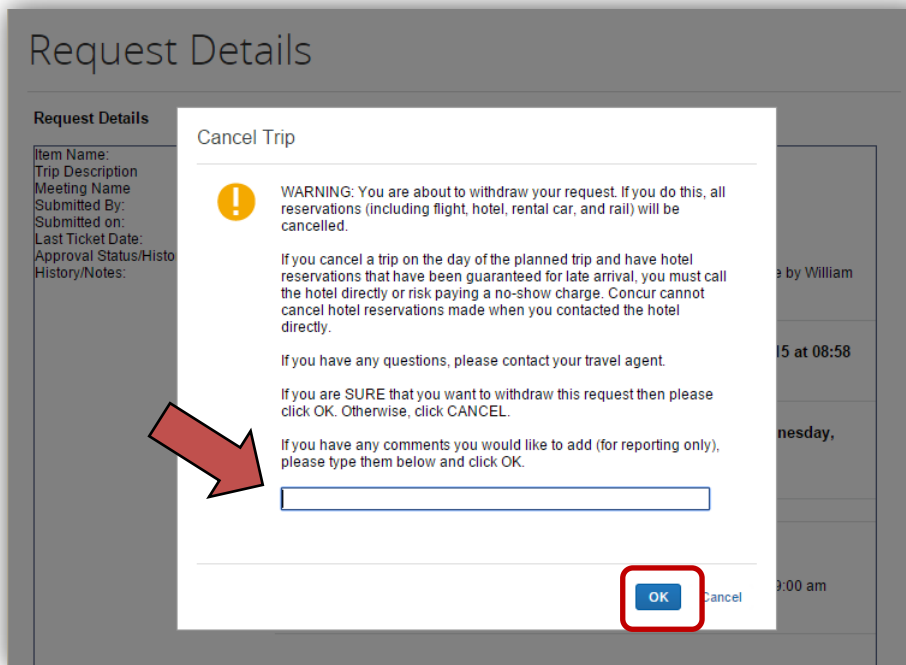 Request Details
Request Details
Item Name:
Trip Description
Meeting Name
Submitted By:
Submitted on:
Last Ticket Date:
Approval Status/Histo
History/Notes:
Cancel Trip
WARNING: You are about to withdraw your request. If you do this, all
reservations (including flight, hotel, rental car, and rail) will be
cancelled.
If you cancel a trip on the day of the planned trip and have hotel
reservations that have been guaranteed for late arrival, you must call
the hotel directly or risk paying a no-show charge. Concur cannot
cancel hotel reservations made when you contacted the hotel
directly.
If you have any questions, please contact your travel agent.
If you are SURE that you want to withdraw this request then please
click OK. Otherwise, click CANCEL.
If you have any comments you would like to add (for reporting only),
please type them below and click OK.
OK
Cancel
e by William
15 at 08:58
nesday,
9:00 am